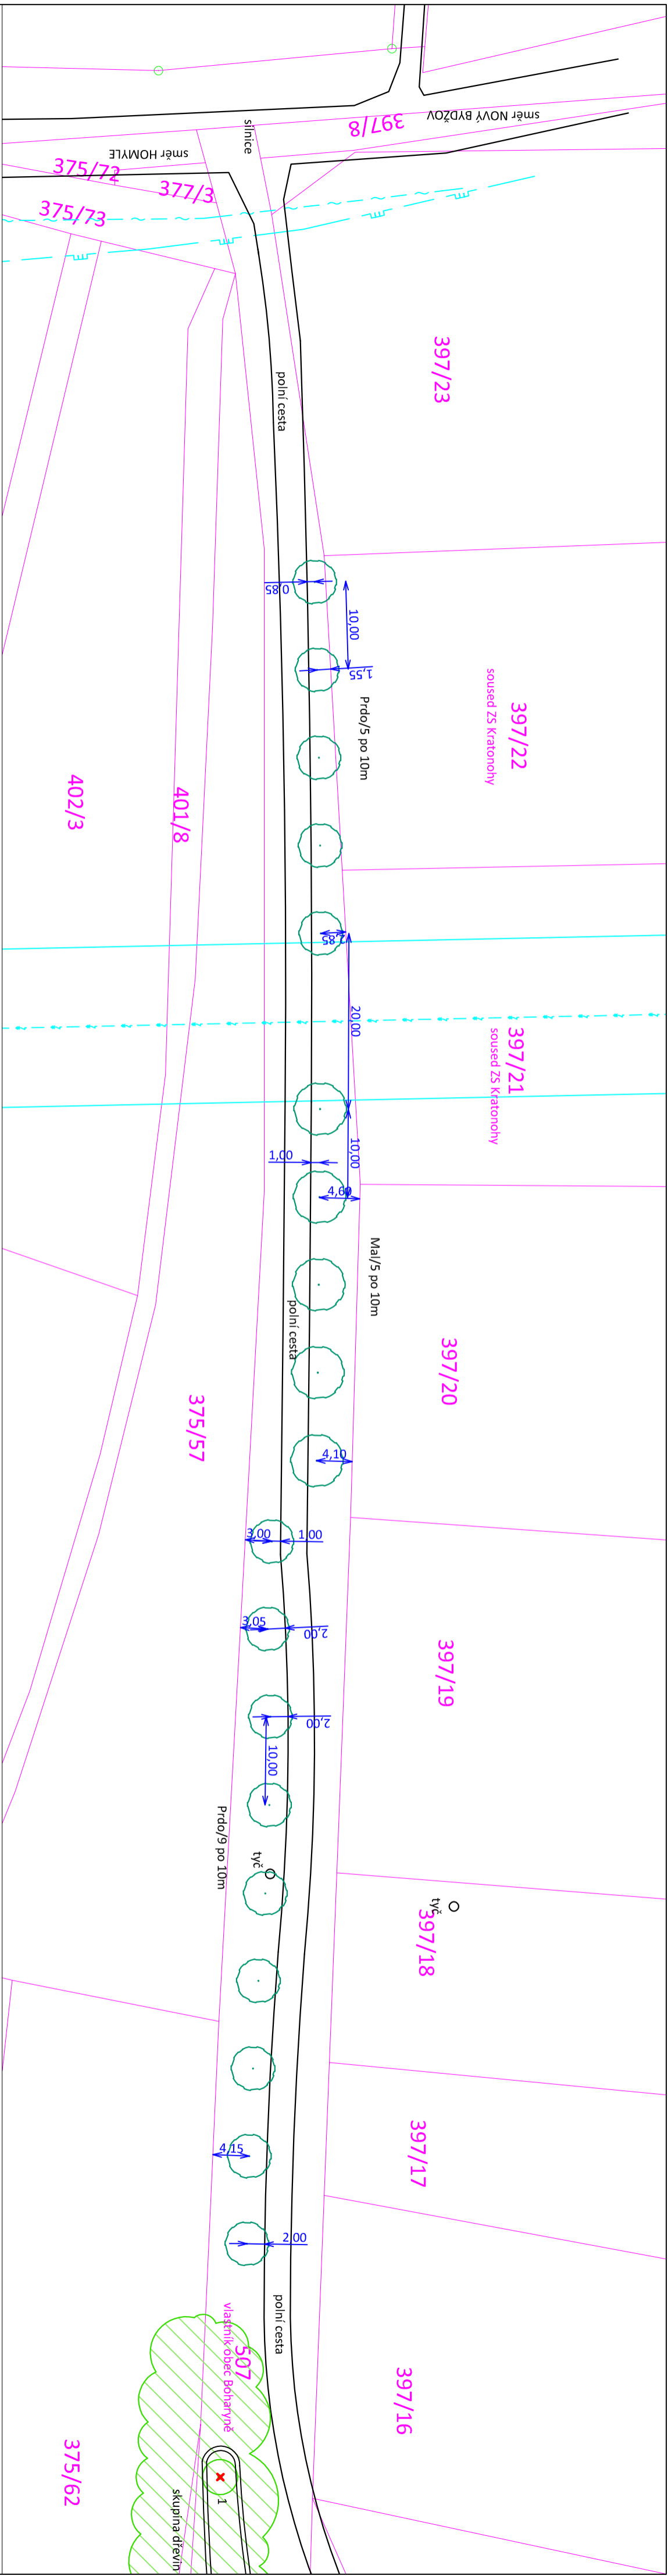 směr NOVÝ BYDŽOV
397/8
silnice
směr HOMYLE
375/72
377/3
375/73
397/23
polní cesta
0,85
10,00
1,55
Prdo/5 po 10m
397/22
soused ZS Kratonohy
402/3
401/8
2,85
20,00
397/21
soused ZS Kratonohy
10,00
1,00
4,60
Mal/5 po 10m
polní cesta
397/20
375/57
4,10
3,00
1,00
3,05
2,00
397/19
2,00
10,00
Prdo/9 po 10m
tyč
tyč
397/18
397/17
4,15
2,00
polní cesta
507
vlastník obec Boharyně
397/16
375/62
1
skupina dřevin